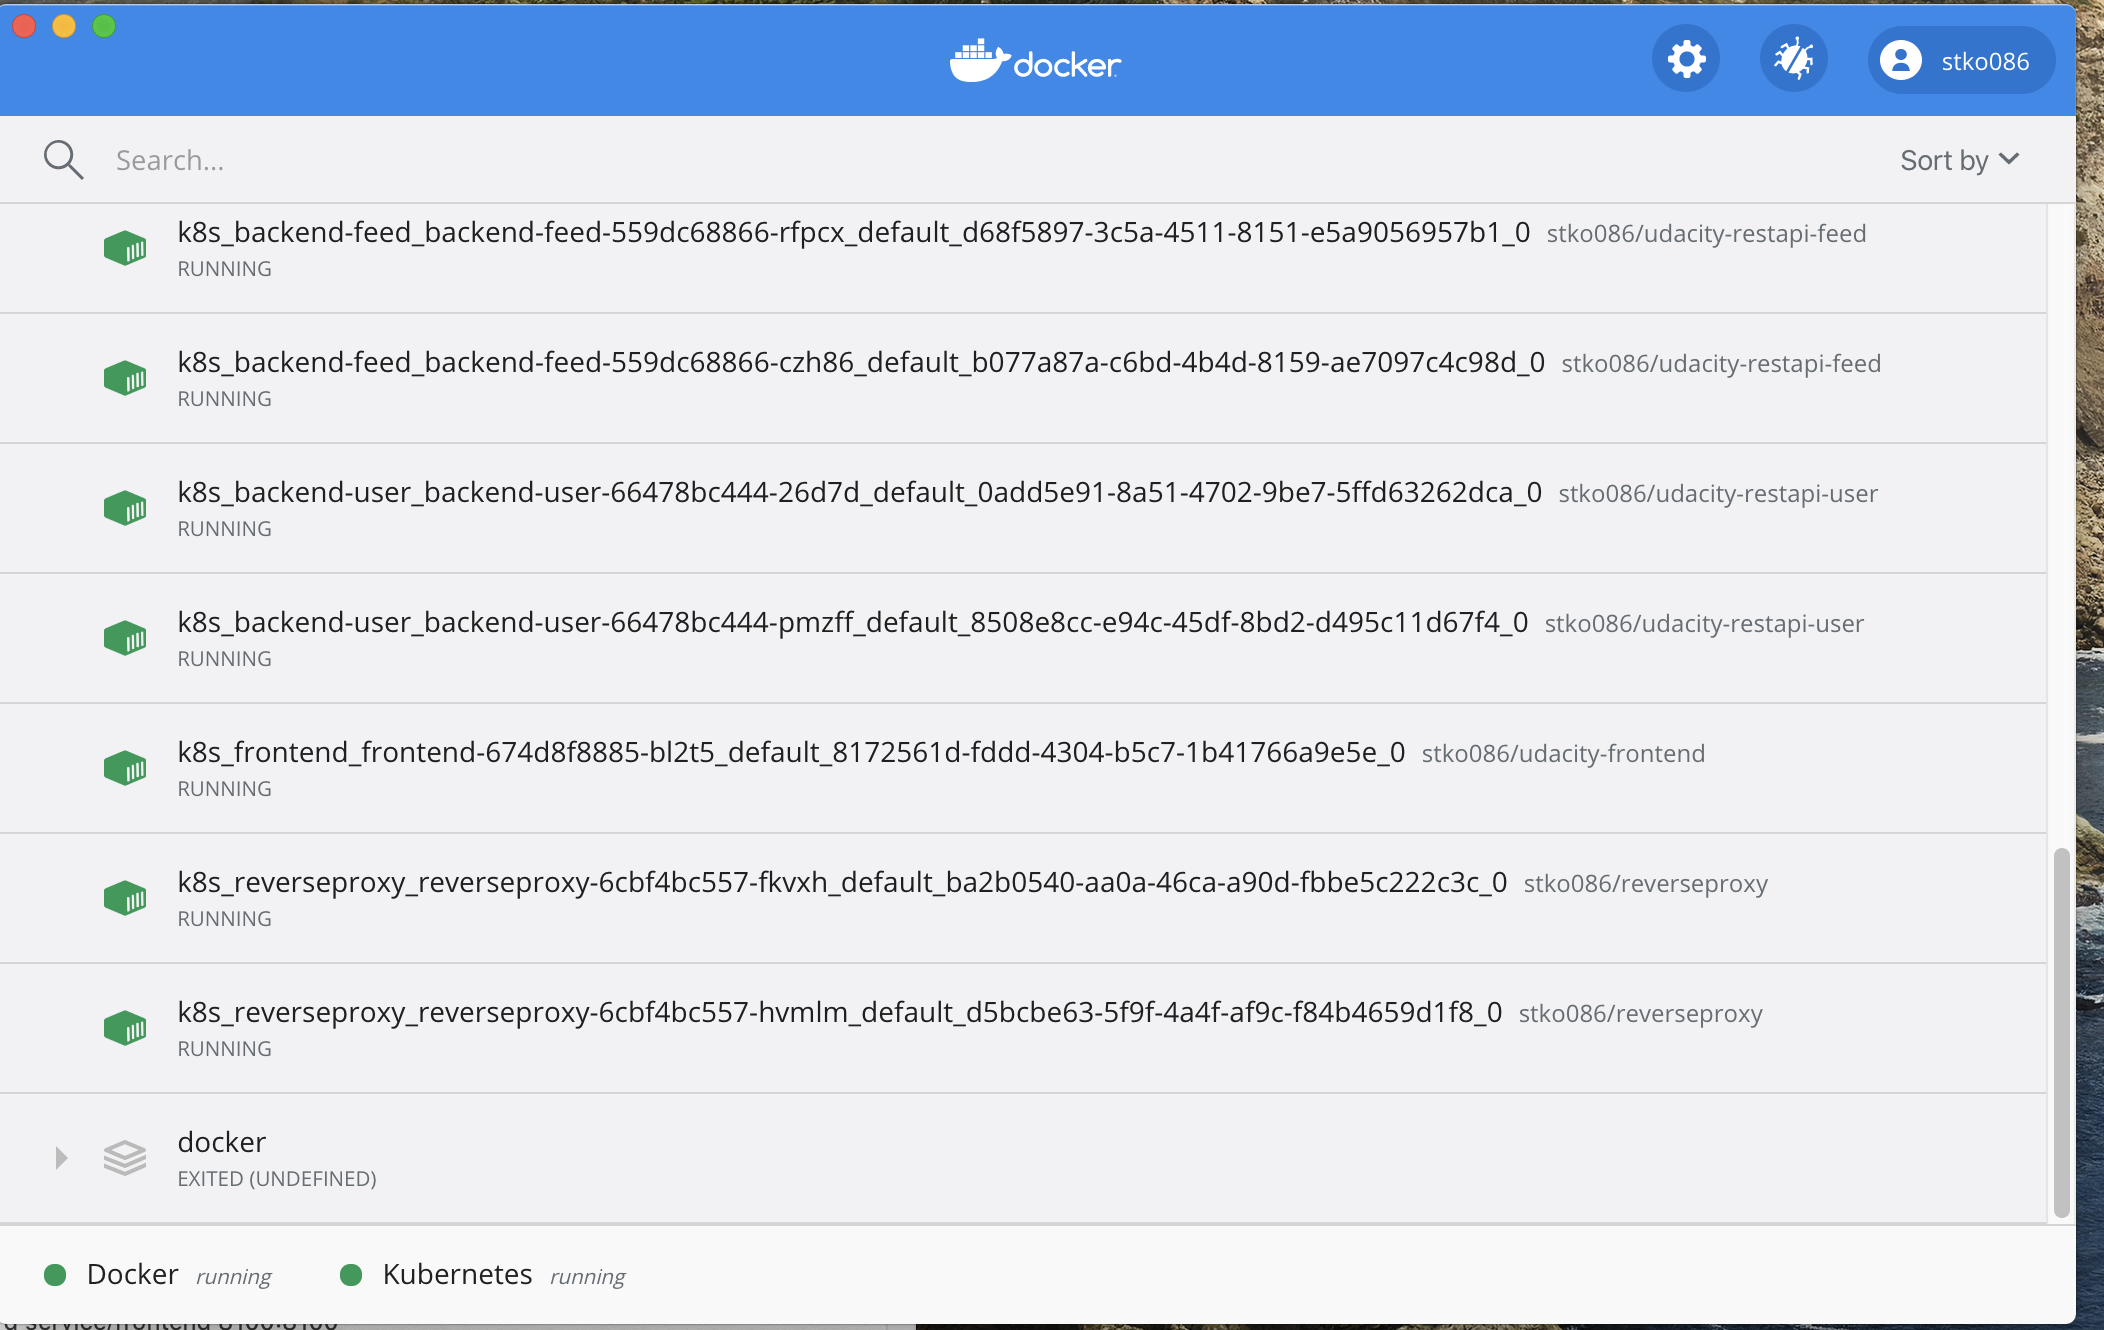 docker
stko086
Search...
Sort by
k8s_backend-feed_backend-feed-559dc68866-rfpcx_default_d68f5897-3c5a-4511-8151-e5a9056957b1_0 stko086/udacity-restapi-feed
RUNNING
k8s_backend-feed_backend-feed-559dc68866-czh86_default_b077a87a-c6bd-4b4d-8159-ae7097c4c98d_0 stko086/udacity-restapi-feed
RUNNING
k8s_backend-user_backend-user-66478bc444-26d7d_default_0add5e91-8a51-4702-9be7-5ffd63262dca_0 stko086/udacity-restapi-user
RUNNING
k8s_backend-user_backend-user-66478bc444-pmzff_default_8508e8cc-e94c-45df-8bd2-d495c11d67f4_0 stko086/udacity-restapi-user
RUNNING
k8s_frontend_frontend-674d8f8885-bl2t5_default_8172561d-fddd-4304-b5c7-1b41766a9e5e_0 stko086/udacity-frontend
RUNNING
k8s_reverseproxy_reverseproxy-6cbf4bc557-fkvxh_default_ba2b0540-aa0a-46ca-a90d-fbbe5c222c3c_0 stko086/reverseproxy
RUNNING
k8s_reverseproxy_reverseproxy-6cbf4bc557-hvmlm_default_d5bcbe63-5f9f-4a4f-af9c-f84b4659d1f8_0 stko086/reverseproxy
RUNNING
docker
EXITED (UNDEFINED)
Docker running Kubernetes running